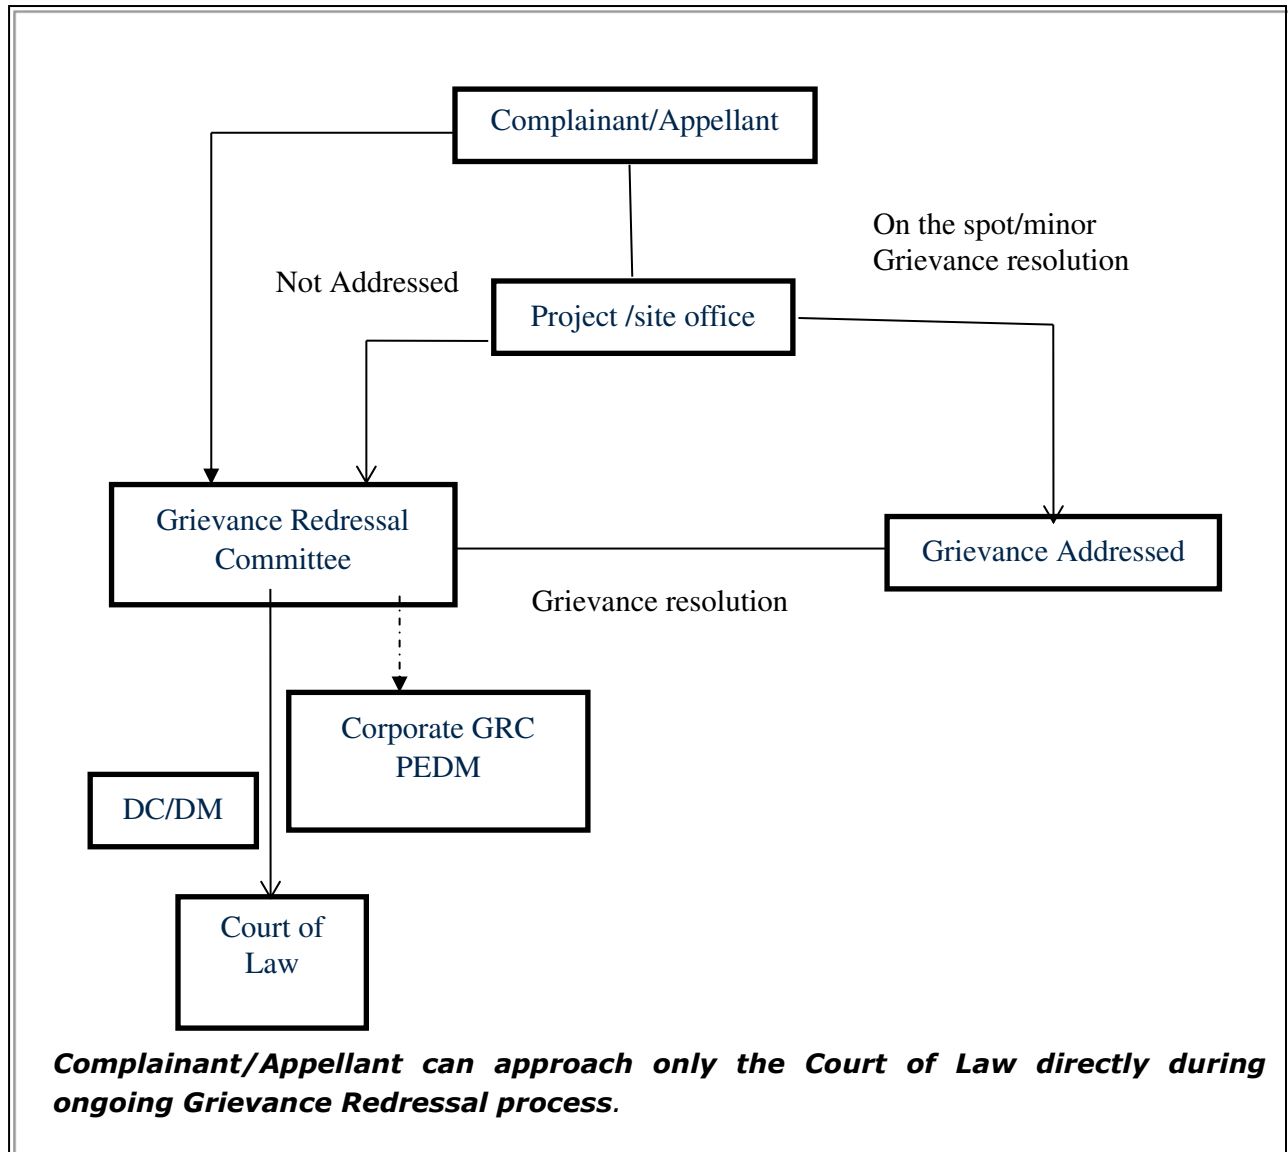 Complainant/Appellant
On the spot/minor
Grievance resolution
Not Addressed
Project /site office
Grievance Redressal
Committee
Grievance Addressed
Grievance resolution
Corporate GRC
PEDM
DC/DM
Court of
Law
Complainant/Appellant can approach only the Court of Law directly during
ongoing Grievance Redressal process.